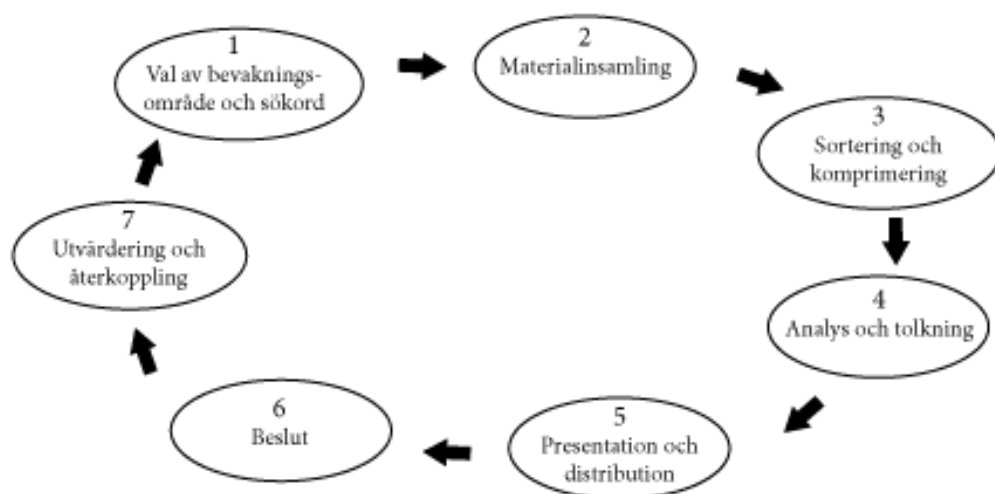 1
Val av bevaknings-
område och sökord
2
Materialinsamling
3
Sortering och
komprimering
4
Analys och tolkning
5
Presentation och
distribution
6
Beslut
7
Utvärdering och
återkoppling